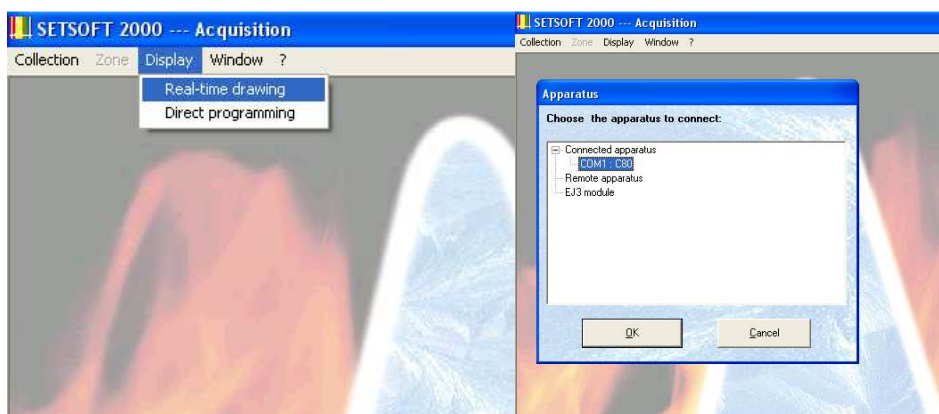 SETSOFT 2000 --- Acquisition
Collection Zone Display Window ?
Real-time drawing
Direct programming
SETSOFT 2000 --- Acquisition
Collection Zone Display Window ?
Apparatus
Choose the apparatus to connect:
Connected apparatus
COM1 : C80
Remote apparatus
EJ3 module
OK Cancel